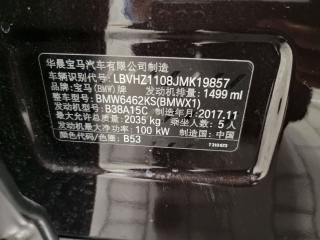 华晨宝马汽车有限公司制造
车辆识别代号 LBVHZ1108JMK19857
品牌：宝马(BMW)牌 发动机排量：1499 ml
整车型号：BMW6462KS(BMWX1)
发动机型号：B38A15C 制造年月：2017.11
最大允许总质量：2035 kg 乘坐人数：5人
发动机最大净功率：100 kW 制造国：中国
颜色代码/色差：B53